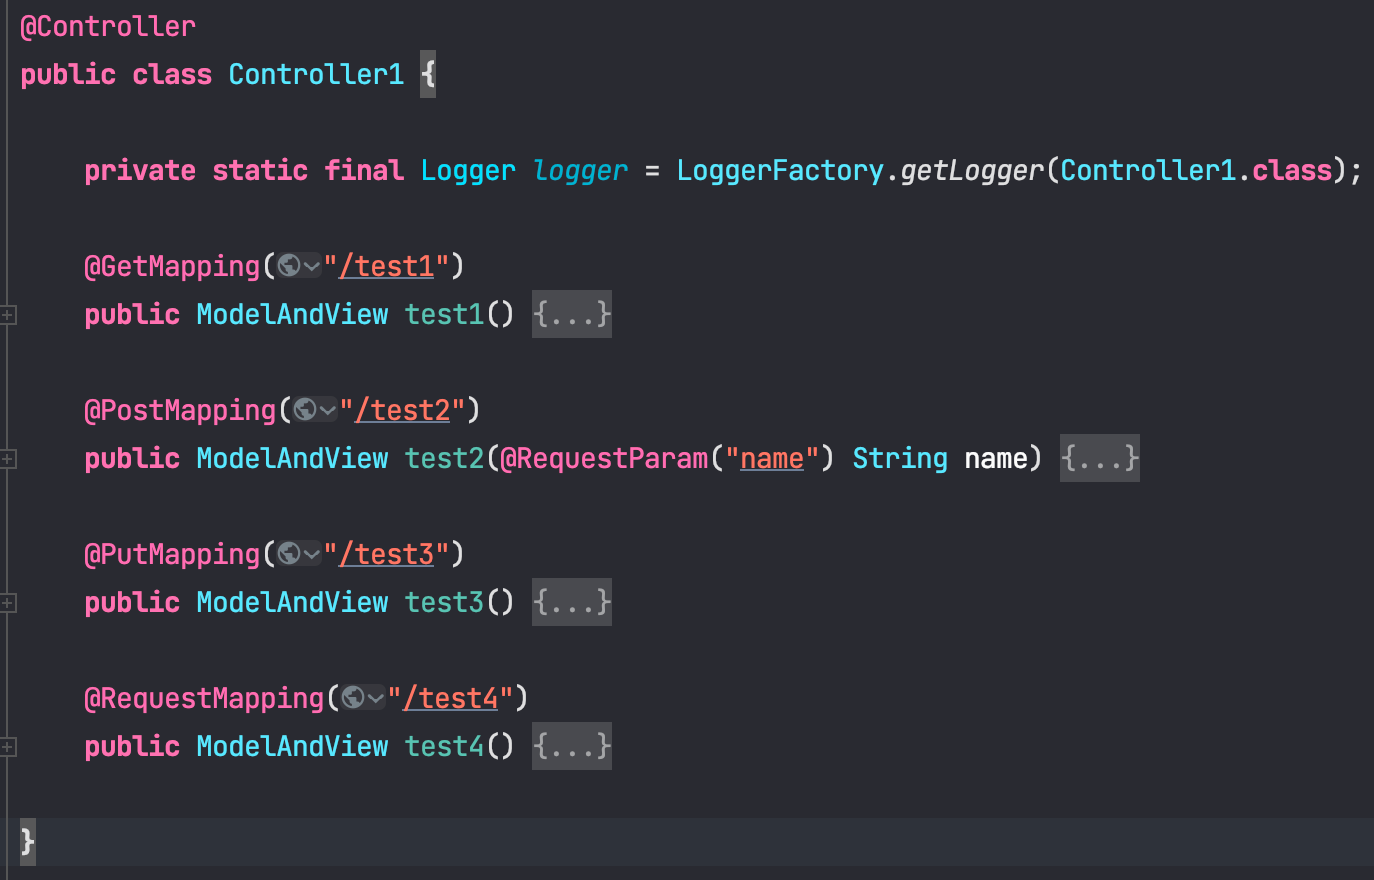 @Controller
public class Controller1 {
private static final Logger logger = LoggerFactory.getLogger(Controller1.class);
@GetMapping("/test1")
public ModelAndView test1() {...}
@PostMapping("/test2")
public ModelAndView test2(@RequestParam("name") String name) {...}
@PutMapping("/test3")
public ModelAndView test3() {...}
@RequestMapping("/test4")
public ModelAndView test4() {...}
}